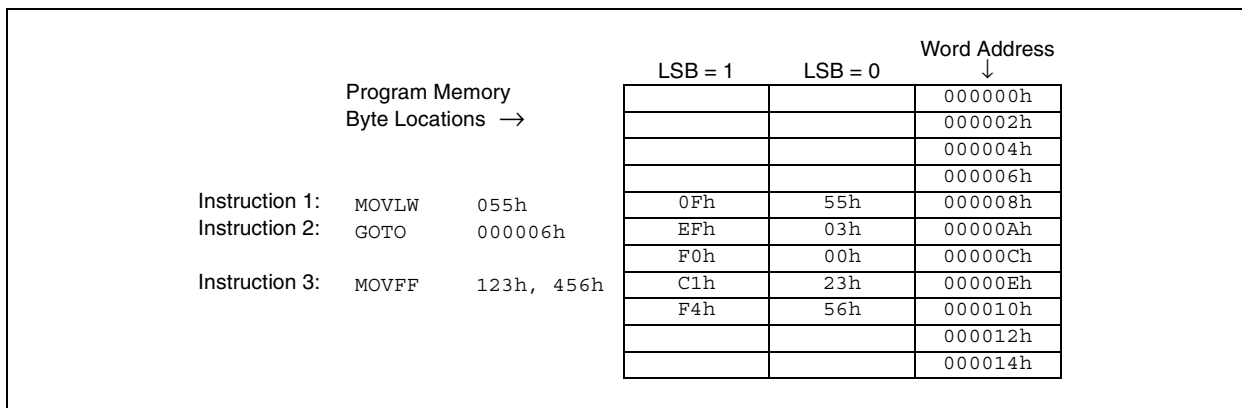 Word Address
LSB = 1 LSB = 0 ↓
Program Memory 000000h
Byte Locations → 000002h
000004h
000006h
Instruction 1: MOVLW 055h 0Fh 55h 000008h
Instruction 2: GOTO 000006h EFh 03h 00000Ah
F0h 00h 00000Ch
Instruction 3: MOVFF 123h, 456h C1h 23h 00000Eh
F4h 56h 000010h
000012h
000014h